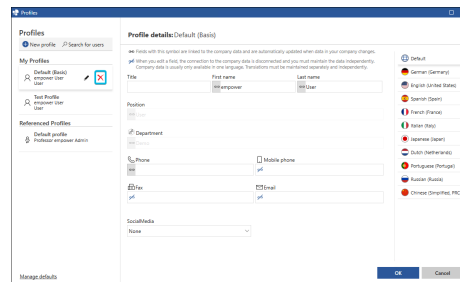 Profiles
Profiles
New profile
Search for users
My Profiles
Default (Basis)
empower User
User
Test Profile
empower User
User
Referenced Profiles
Default profile
Professor empower Admin
Manage defaults
Profile details: Default (Basis)
Fields with this symbol are linked to the company data and are automatically updated when data in your company changes.
When you edit a field, the connection to the company data is disconnected and you must maintain the data independently.
Company data is usually only available in one language. Translations must be maintained separately and independently.
Title
First name
Last name
empower
User
Position
User
Department
Phone
Mobile phone
Fax
Email
SocialMedia
None
Default
German (Germany)
English (United States)
Spanish (Spain)
French (France)
Italian (Italy)
Japanese (Japan)
Dutch (Netherlands)
Portuguese (Portugal)
Russian (Russia)
Chinese (Simplified, PRC
OK
Cancel